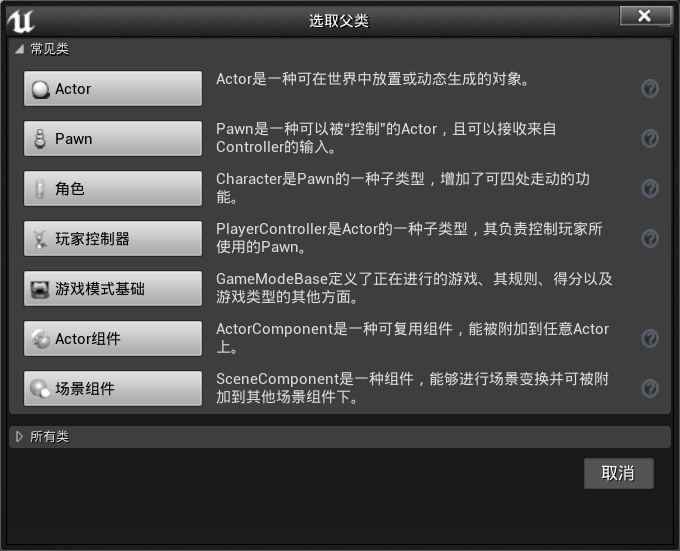 选取父类
常见类
Actor
Actor是一种可在世界中放置或动态生成的对象。
Pawn
Pawn是一种可以被“控制”的Actor，且可以接收来自
Controller的输入。
角色
Character是Pawn的一种子类型，增加了可四处走动的功
能。
玩家控制器
PlayerController是Actor的一种子类型，其负责控制玩家所
使用的Pawn。
游戏模式基础
GameModeBase定义了正在进行的游戏、其规则、得分以及
游戏类型的其他方面。
Actor组件
ActorComponent是一种可复用组件，能被附加到任意Actor
上。
场景组件
SceneComponent是一种组件，能够进行场景变换并可被附
加到其他场景组件下。
所有类
取消